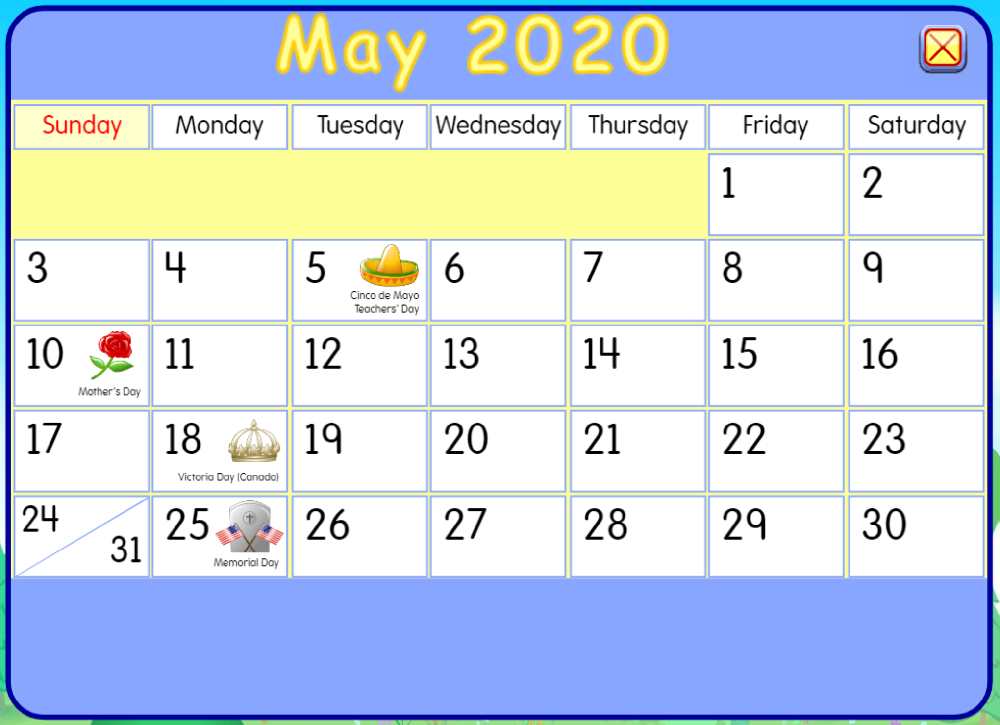 May 2020
Sunday Monday Tuesday Wednesday Thursday Friday Saturday
1 2
3 4 5 6 7 8 9
Cinco de Mayo
Teachers' Day
10 11 12 13 14 15 16
Mother's Day
17 18 19 20 21 22 23
Victoria Day (Canada)
24 31 25 26 27 28 29 30
Memorial Day